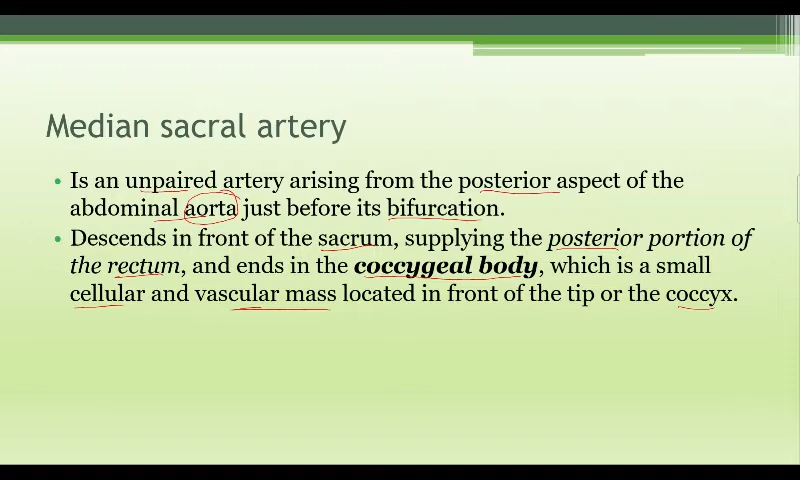 Median sacral artery
• Is an unpaired artery arising from the posterior aspect of the
abdominal aorta just before its bifurcation.
• Descends in front of the sacrum, supplying the posterior portion of
the rectum, and ends in the coccygeal body, which is a small
cellular and vascular mass located in front of the tip or the coccyx.